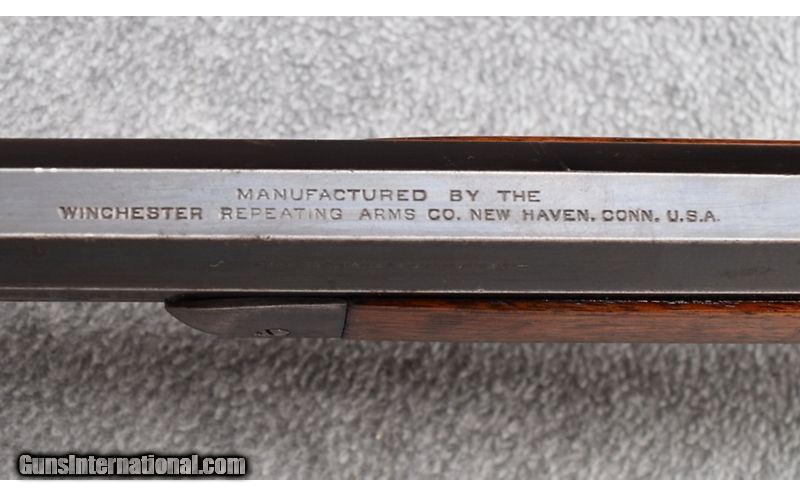 MANUFACTURED BY THE
WINCHESTER REPEATING ARMS CO. NEW HAVEN. CONN. U.S.A.
GunsInternational.com